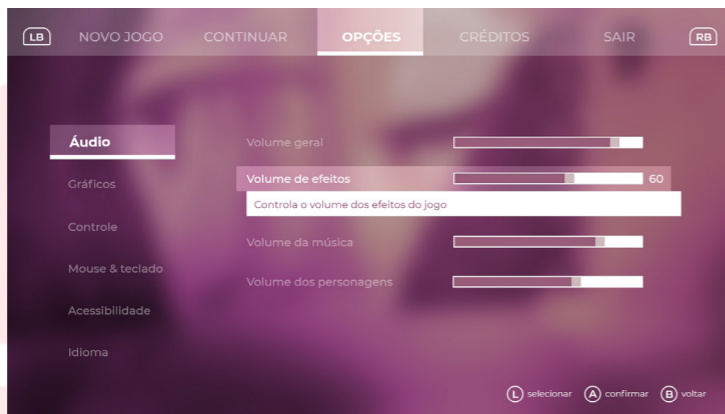 LB NOVO JOGO CONTINUAR OPÇÕES CRÉDITOS SAIR RB
Áudio
Gráficos
Controle
Mouse & teclado
Acessibilidade
Idioma
Volume geral
Volume de efeitos 60
Controla o volume dos efeitos do jogo
Volume da música
Volume dos personagens
L selecionar A confirmar B voltar